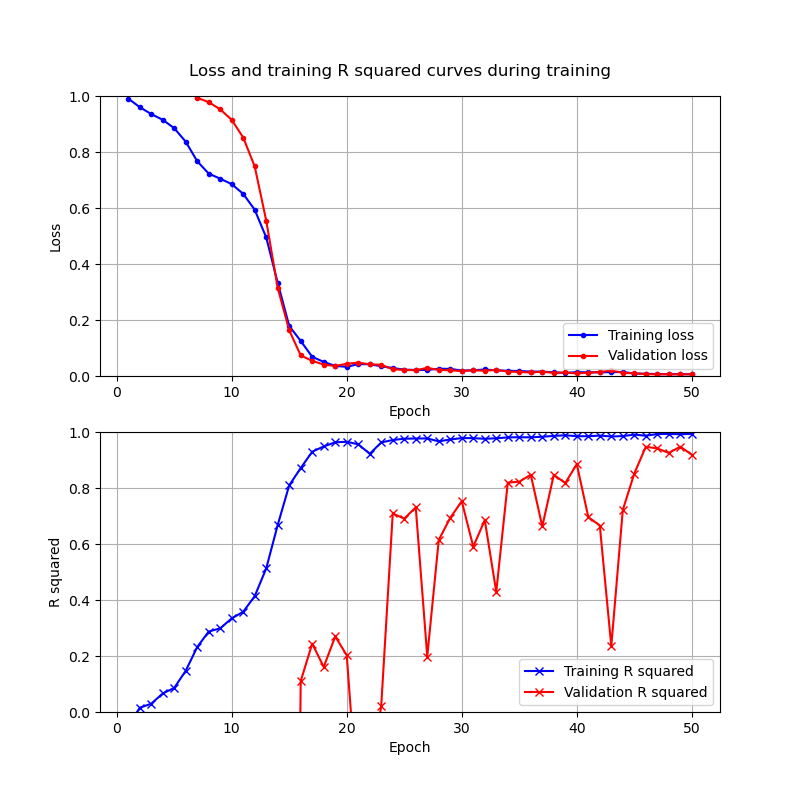 Loss and training R squared curves during training
1.0
0.8
0.6
0.4
0.2
0.0
Loss
Training loss
Validation loss
0 10 20 30 40 50
Epoch
1.0
0.8
0.6
0.4
0.2
0.0
R squared
Training R squared
Validation R squared
0 10 20 30 40 50
Epoch